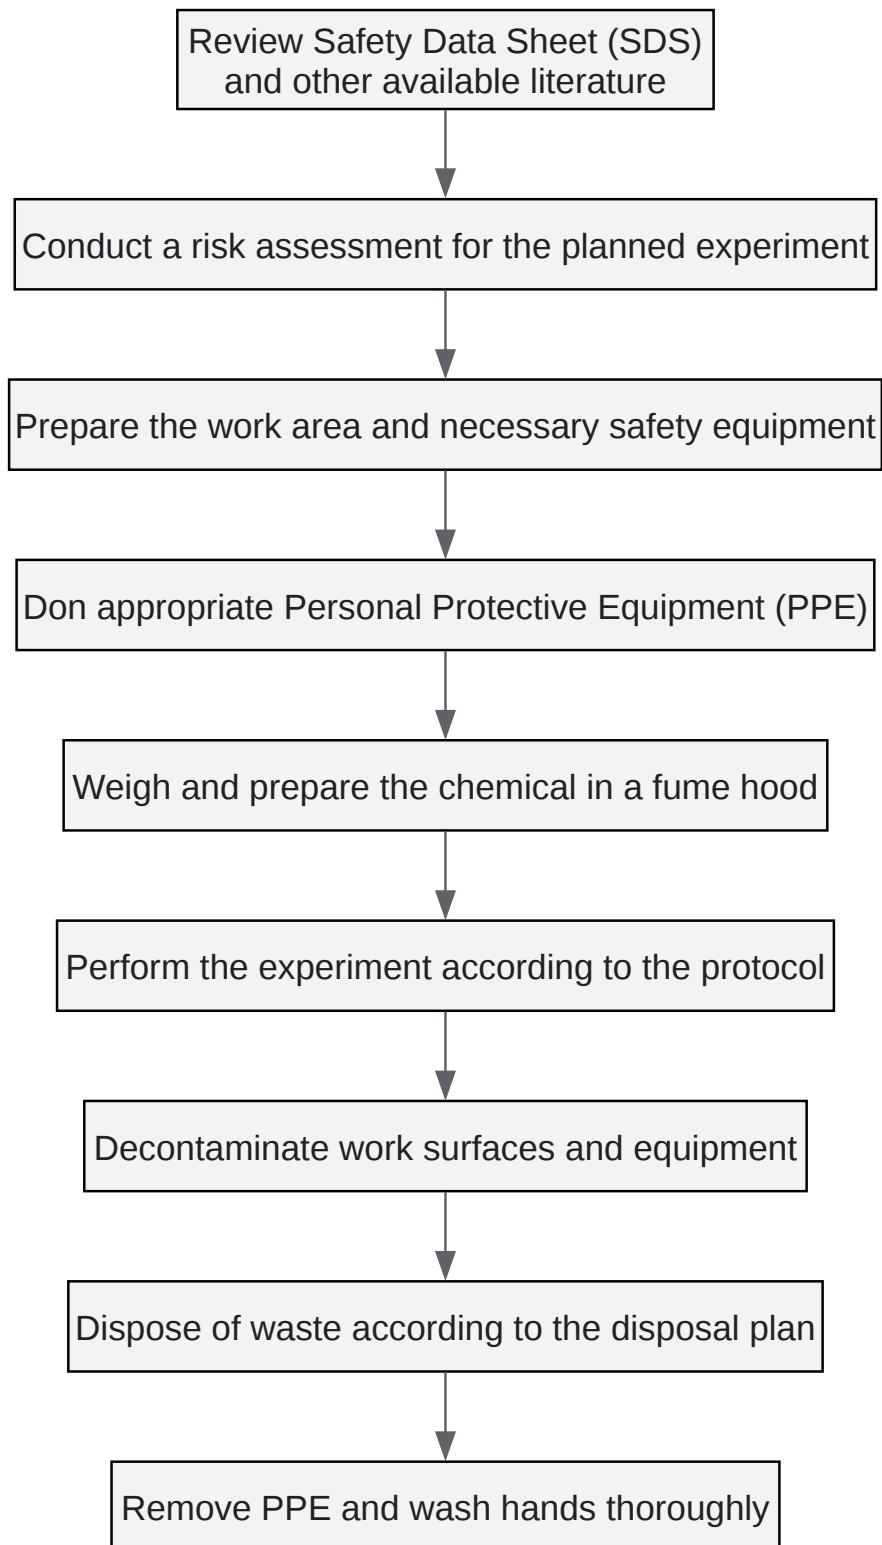 Review Safety Data Sheet (SDS)
and other available literature
Conduct a risk assessment for the planned experiment
Prepare the work area and necessary safety equipment
Don appropriate Personal Protective Equipment (PPE)
Weigh and prepare the chemical in a fume hood
Perform the experiment according to the protocol
Decontaminate work surfaces and equipment
Dispose of waste according to the disposal plan
Remove PPE and wash hands thoroughly